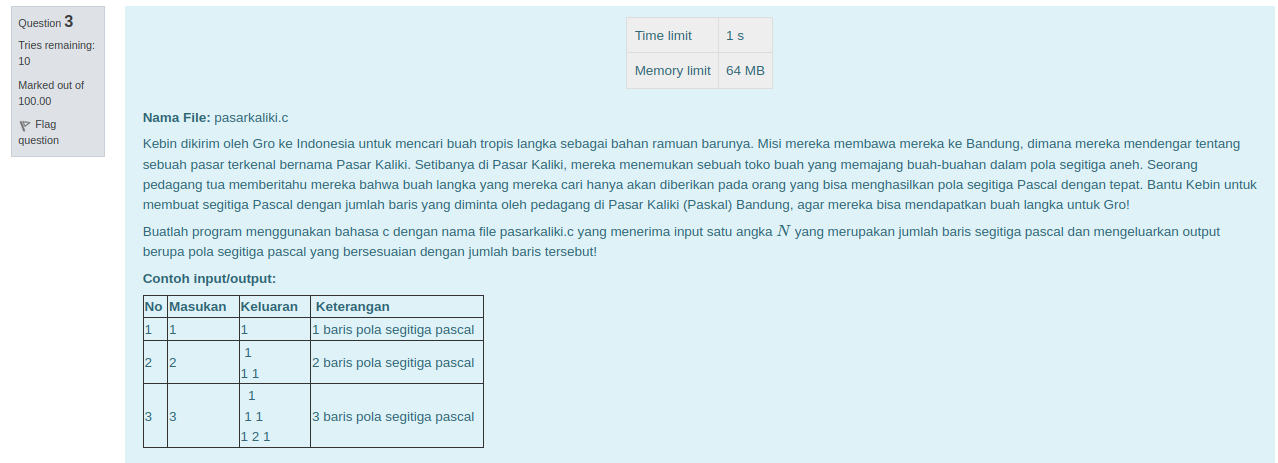 Question 3
Tries remaining:
10
Marked out of
100.00
Flag
question
Time limit 1 s
Memory limit 64 MB
Nama File: pasarkaliki.c
Kebin dikirim oleh Gro ke Indonesia untuk mencari buah tropis langka sebagai bahan ramuan barunya. Misi mereka membawa mereka ke Bandung, dimana mereka mendengar tentang
sebuah pasar terkenal bernama Pasar Kaliki. Setibanya di Pasar Kaliki, mereka menemukan sebuah toko buah yang memajang buah-buahan dalam pola segitiga aneh. Seorang
pedagang tua memberitahu mereka bahwa buah langka yang mereka cari hanya akan diberikan pada orang yang bisa menghasilkan pola segitiga Pascal dengan tepat. Bantu Kebin untuk
membuat segitiga Pascal dengan jumlah baris yang diminta oleh pedagang di Pasar Kaliki (Paskal) Bandung, agar mereka bisa mendapatkan buah langka untuk Gro!
Buatlah program menggunakan bahasa c dengan nama file pasarkaliki.c yang menerima input satu angka N yang merupakan jumlah baris segitiga pascal dan mengeluarkan output
berupa pola segitiga pascal yang bersesuaian dengan jumlah baris tersebut!
Contoh input/output:
No Masukan Keluaran Keterangan
1 1 1 1 baris pola segitiga pascal
1
2 2 2 baris pola segitiga pascal
1 1
1
3 3 1 1 3 baris pola segitiga pascal
1 2 1